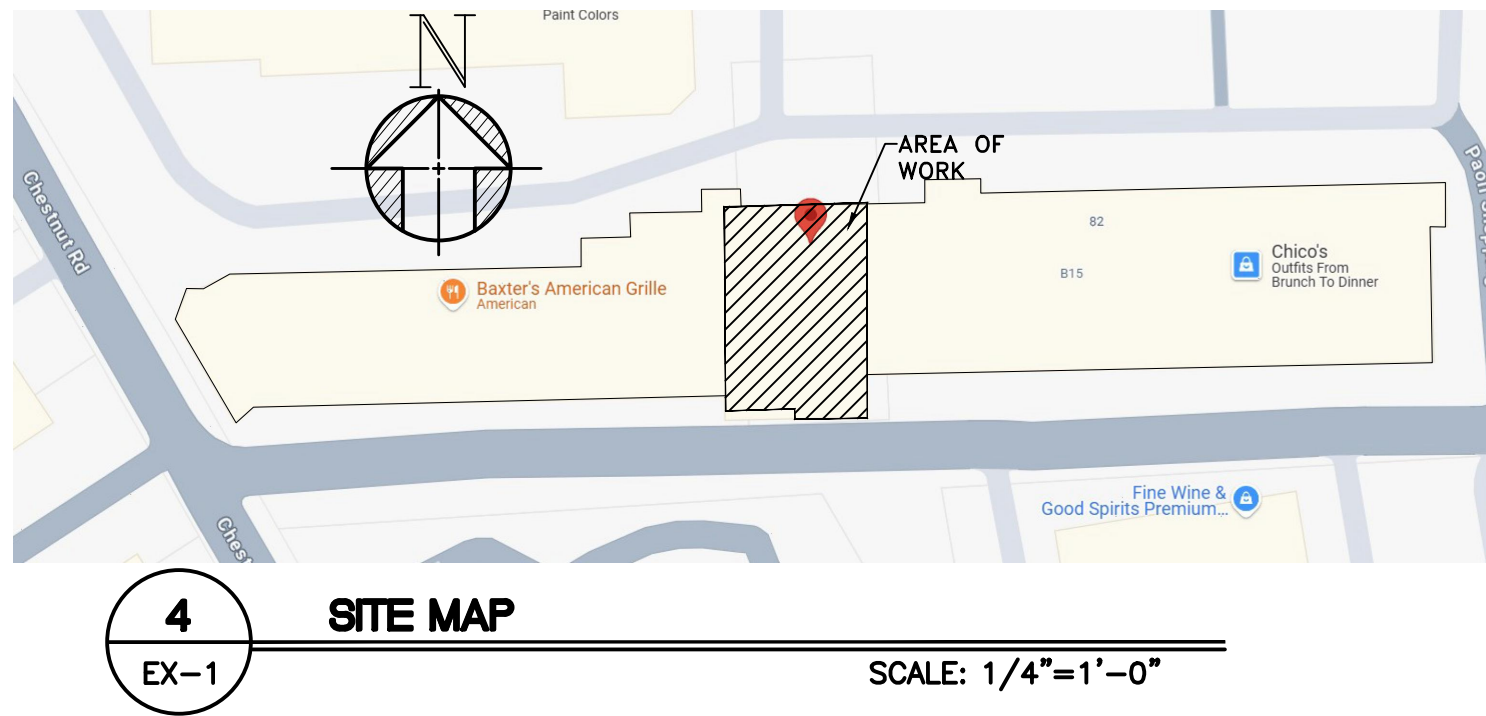 Paint Colors
N
AREA OF
WORK
Chestnut Rd
82
B15
Chico's
Outfits From
Brunch To Dinner
Baxter's American Grille
American
Fine Wine &
Good Spirits Premium...
Chest
4
SITE MAP
EX-1
SCALE: 1/4"=1'-0"